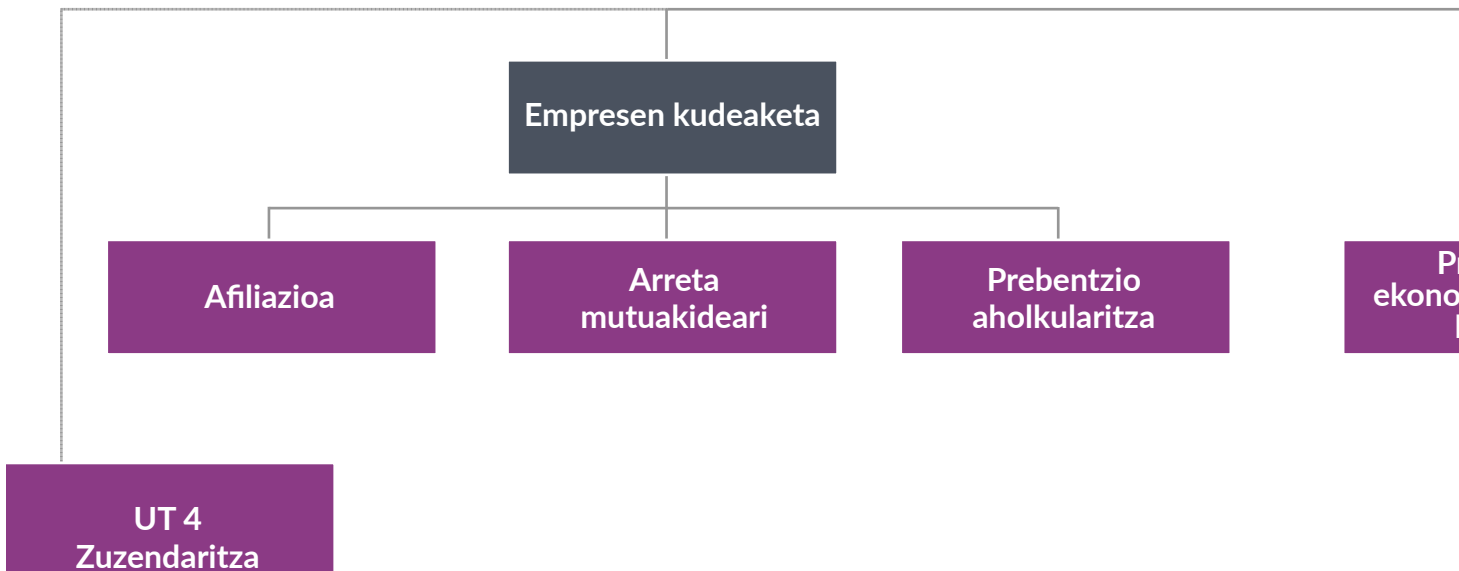 Empresen kudeaketa
Afiliazioa
Arreta
mutuakideari
Prebentzio
aholkularitza
UT 4
Zuzendaritza